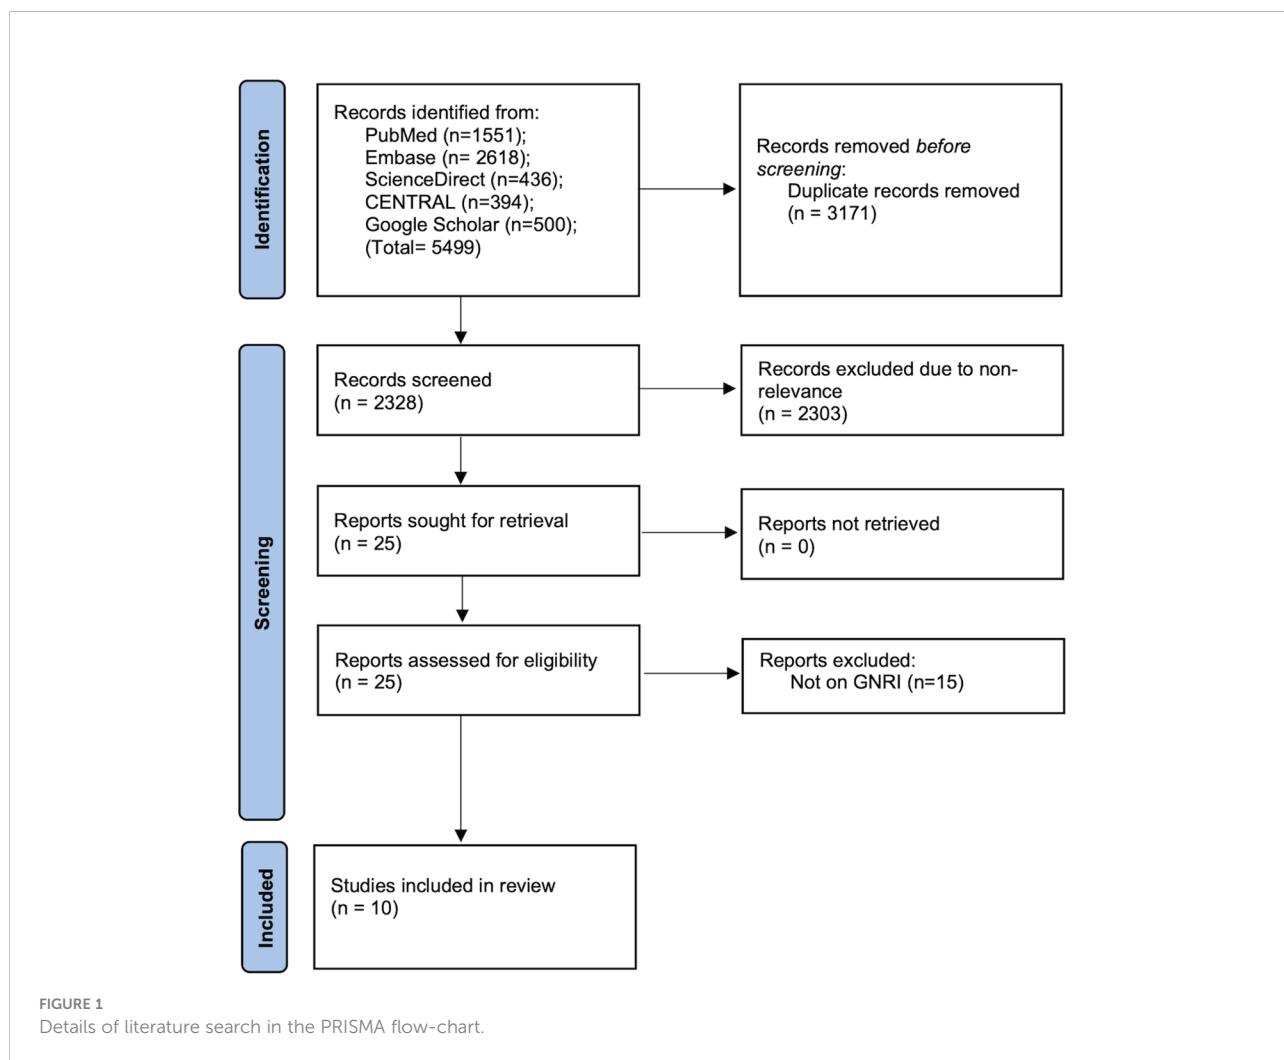 Identification
Records identified from:
PubMed (n=1551);
Embase (n= 2618);
ScienceDirect (n=436);
CENTRAL (n=394);
Google Scholar (n=500);
(Total= 5499)
Records removed before
screening:
Duplicate records removed
(n = 3171)
Screening
Records screened
(n = 2328)
Records excluded due to non-
relevance
(n = 2303)
Reports sought for retrieval
(n = 25)
Reports not retrieved
(n = 0)
Reports assessed for eligibility
(n = 25)
Reports excluded:
Not on GNRI (n=15)
Included
Studies included in review
(n = 10)
FIGURE 1
Details of literature search in the PRISMA flow-chart.